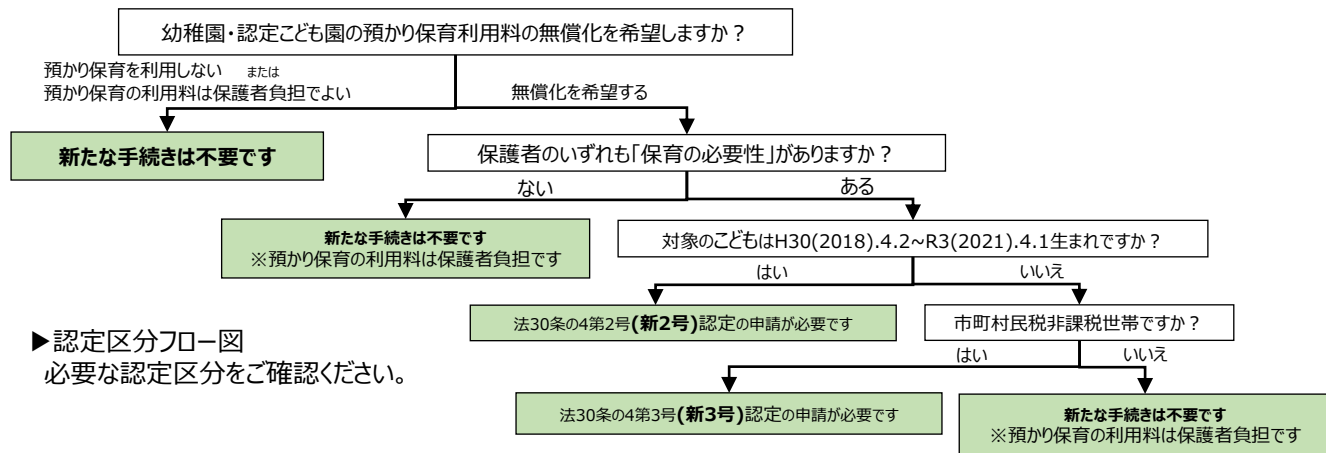 幼稚園・認定こども園の預かり保育利用料の無償化を希望しますか？
預かり保育を利用しない または
預かり保育の利用料は保護者負担でよい
無償化を希望する
新たな手続きは不要です
保護者のいずれも「保育の必要性」がありますか？
ない
ある
新たな手続きは不要です
※預かり保育の利用料は保護者負担です
対象のこどもはH30(2018).4.2~R3(2021).4.1生まれですか？
はい
いいえ
法30条の4第2号(新2号)認定の申請が必要です
市町村民税非課税世帯ですか？
▶認定区分フロー図
必要な認定区分をご確認ください。
はい
いいえ
法30条の4第3号(新3号)認定の申請が必要です
新たな手続きは不要です
※預かり保育の利用料は保護者負担です